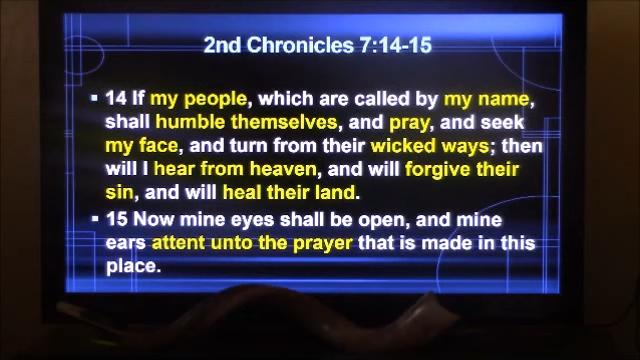 2nd Chronicles 7:14-15
▪ 14 If my people, which are called by my name,
shall humble themselves, and pray, and seek
my face, and turn from their wicked ways; then
will I hear from heaven, and will forgive their
sin, and will heal their land.
▪ 15 Now mine eyes shall be open, and mine
ears attent unto the prayer that is made in this
place.